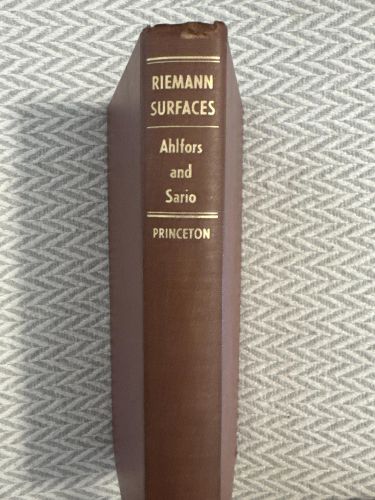 RIEMANN
SURFACES
Ahlfors
and
Sario
PRINCETON